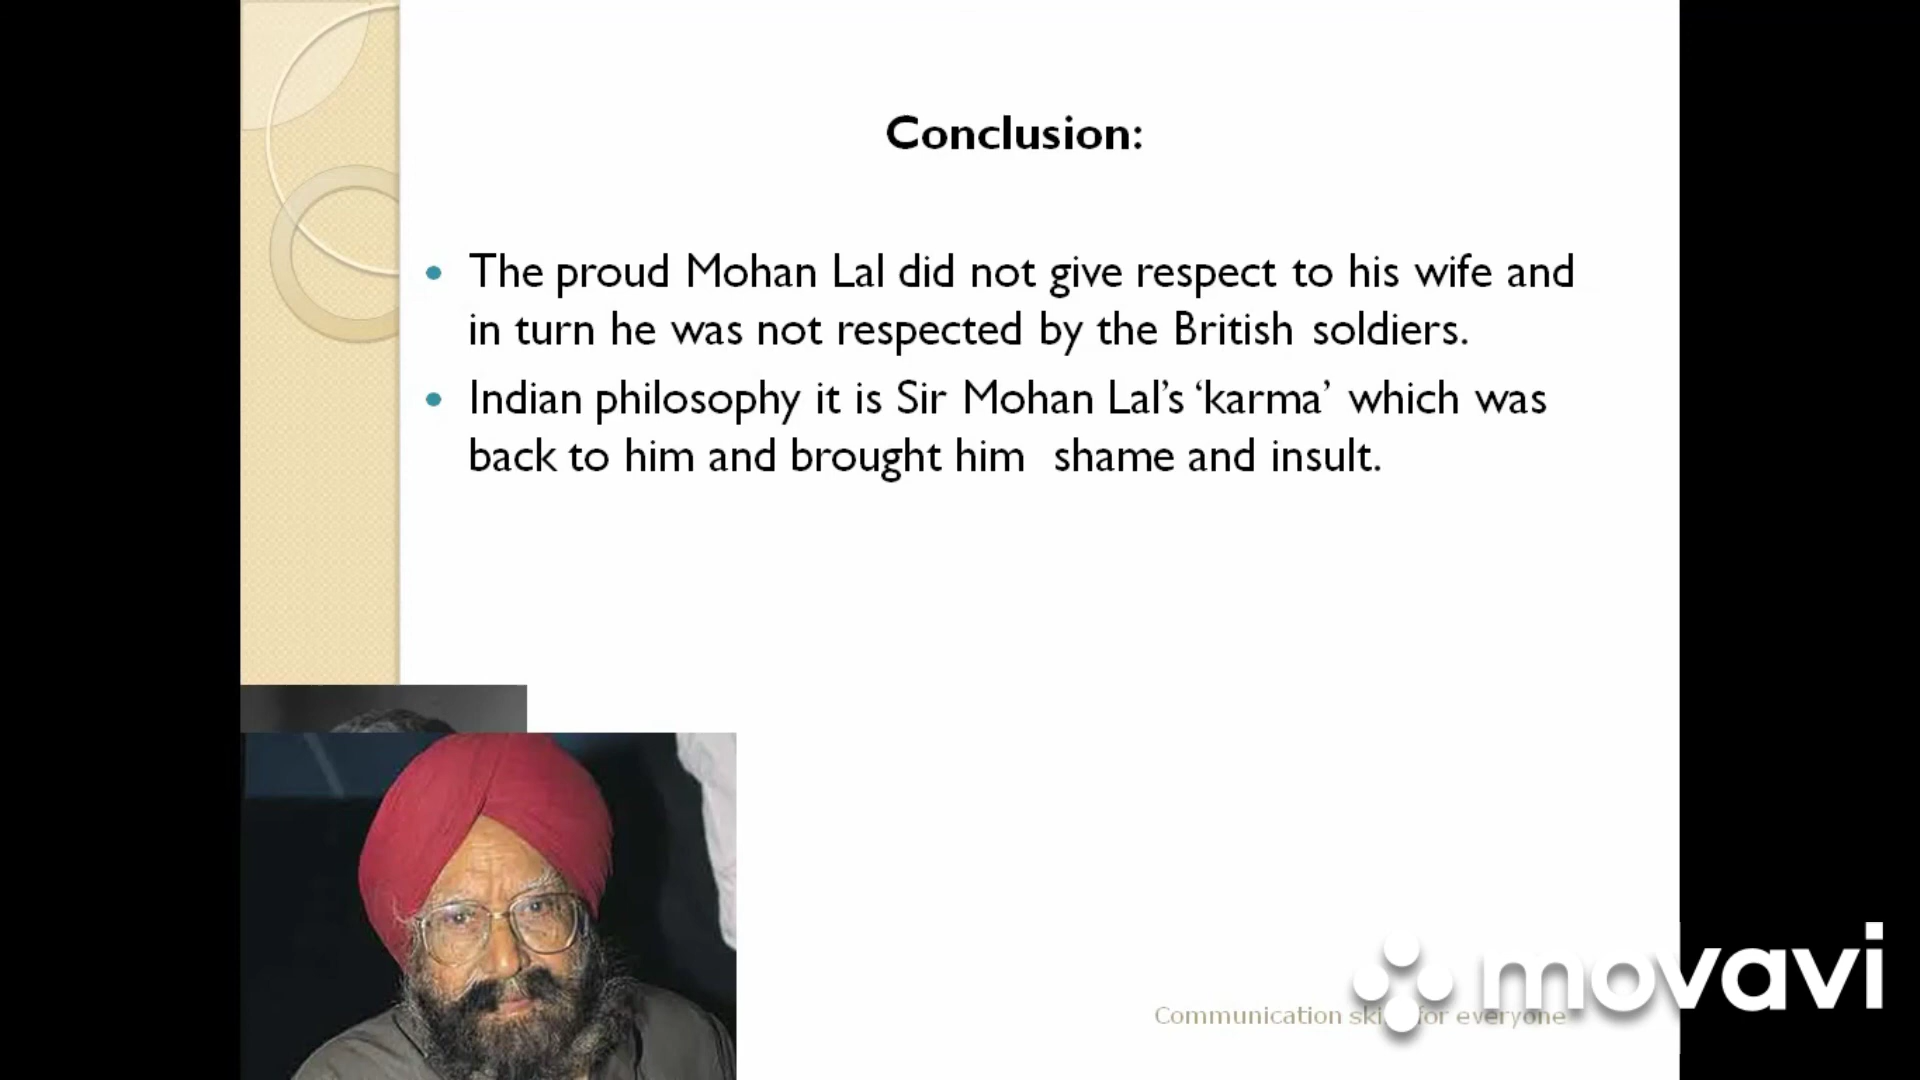 Conclusion:
The proud Mohan Lal did not give respect to his wife and
in turn he was not respected by the British soldiers.
Indian philosophy it is Sir Mohan Lal’s ‘karma’ which was
back to him and brought him shame and insult.
movavi
Communication for everyone